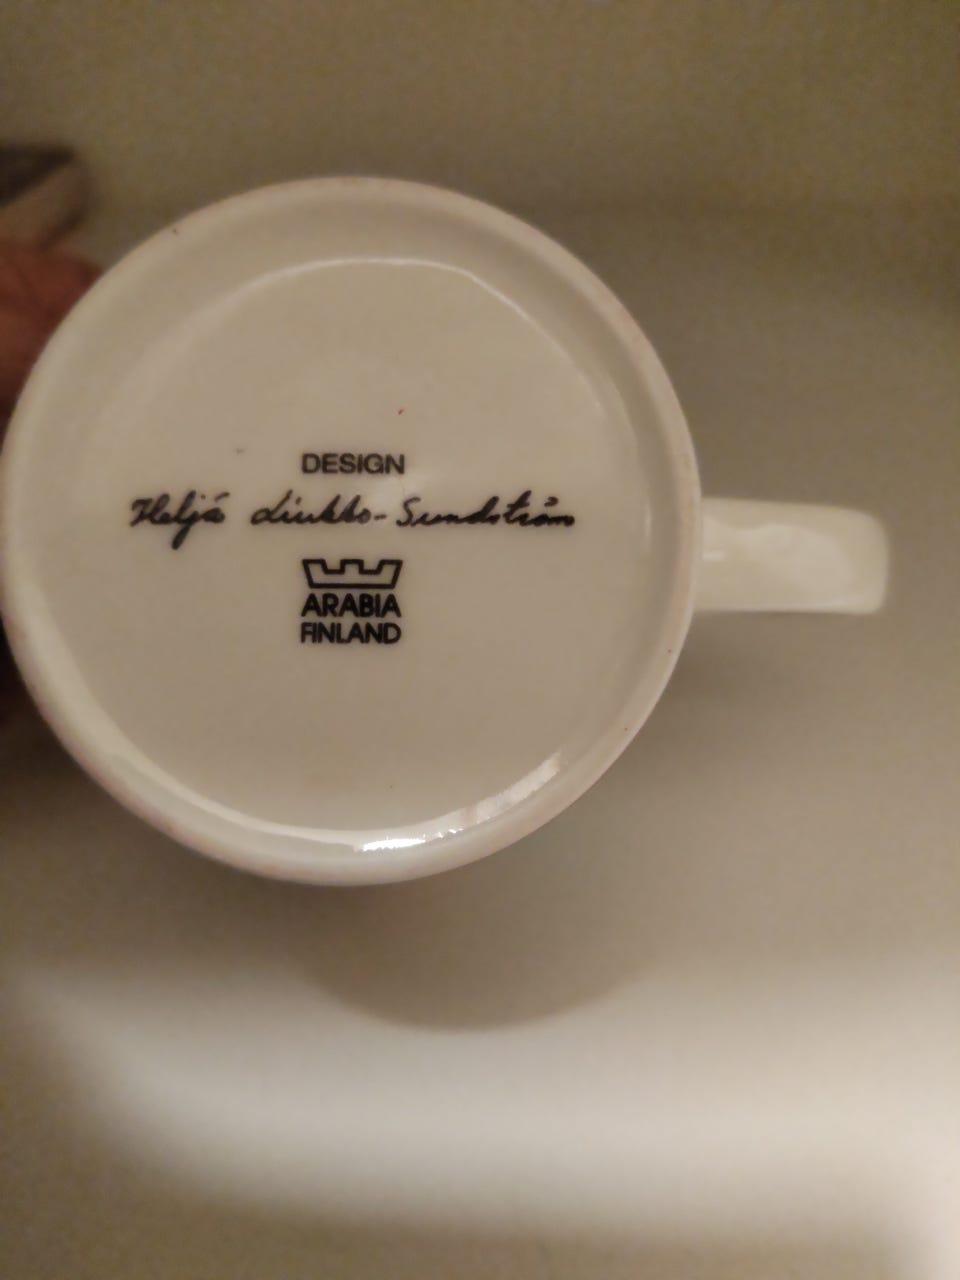 DESIGN
Heljä Liukko-Sundström
ARABIA
FINLAND